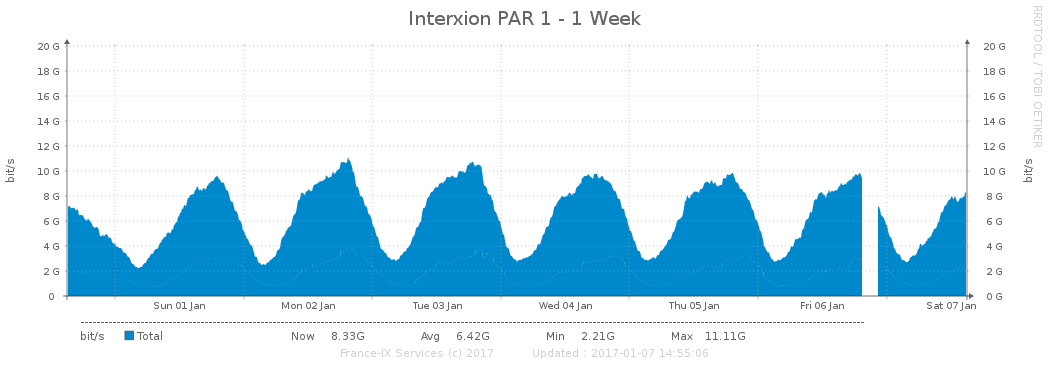 Interxion PAR 1 - 1 Week
RRDTOOL / TOBI OETIKER
20 G 20 G
18 G 18 G
16 G 16 G
14 G 14 G
12 G 12 G
10 G 10 G
8 G 8 G
6 G 6 G
4 G 4 G
2 G 2 G
0 0 G
bit/s
bit/s
Sun 01 Jan Mon 02 Jan Tue 03 Jan Wed 04 Jan Thu 05 Jan Fri 06 Jan Sat 07 Jan
bit/s Total Now 8.33G Avg 6.42G Min 2.21G Max 11.11G
France-IX Services (c) 2017 Updated : 2017-01-07 14:55:06